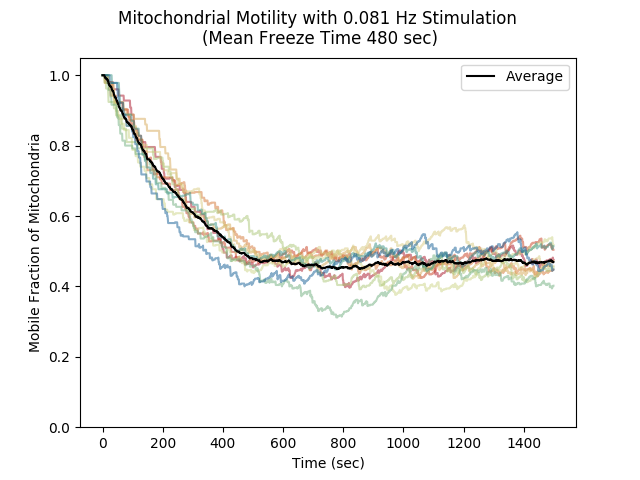 Mitochondrial Motility with 0.081 Hz Stimulation
(Mean Freeze Time 480 sec)
Average
Mobile Fraction of Mitochondria
1.0
0.8
0.6
0.4
0.2
0.0
0 200 400 600 800 1000 1200 1400
Time (sec)